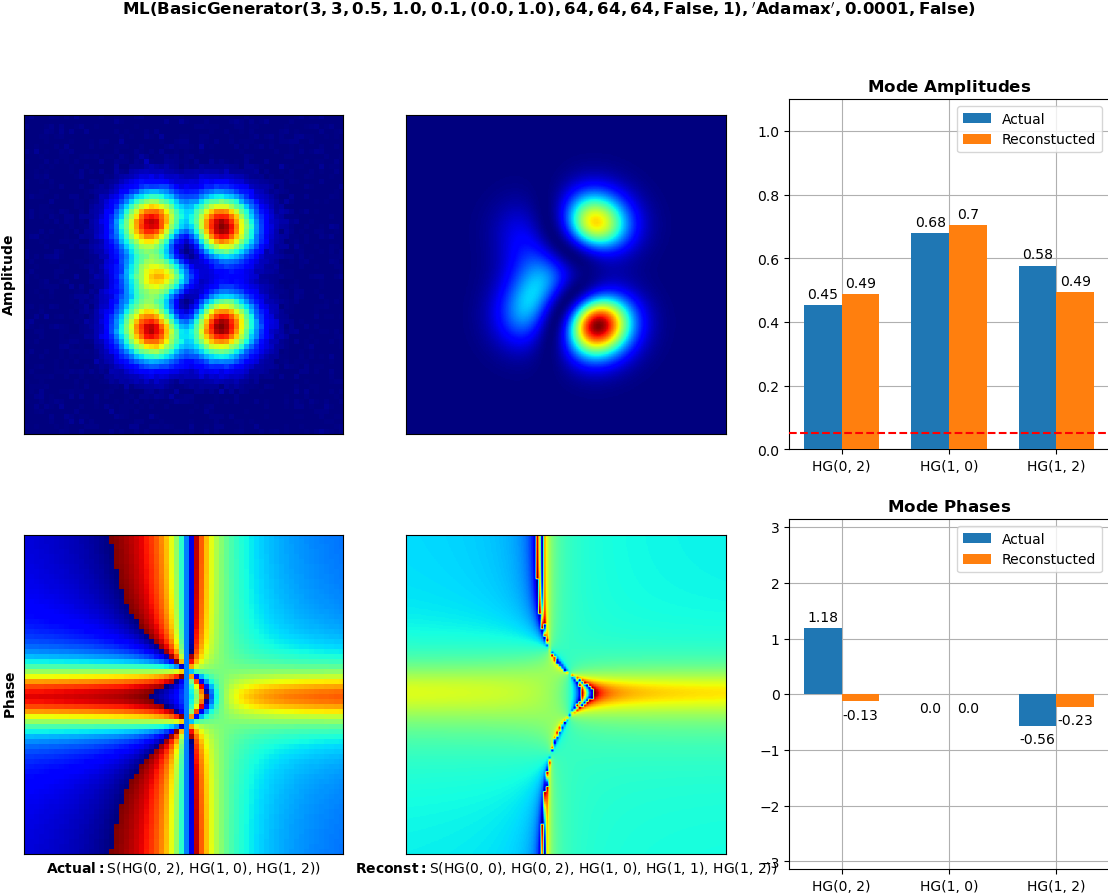 ML(BasicGenerator(3, 3, 0.5, 1.0, 0.1, (0.0, 1.0), 64, 64, 64, False, 1), 'Adamax', 0.0001, False)
Amplitude
Mode Amplitudes
Actual
Reconstucted
1.0
0.8
0.6
0.4
0.2
0.0
0.45
0.49
0.68
0.7
0.58
0.49
HG(0, 2)
HG(1, 0)
HG(1, 2)
Phase
Actual: S(HG(0, 2), HG(1, 0), HG(1, 2))
Reconst: S(HG(0, 0), HG(0, 2), HG(1, 0), HG(1, 1), HG(1, 2))
Mode Phases
Actual
Reconstucted
3
2
1
0
−1
−2
−3
1.18
-0.13
0.0
0.0
-0.56
-0.23
HG(0, 2)
HG(1, 0)
HG(1, 2)